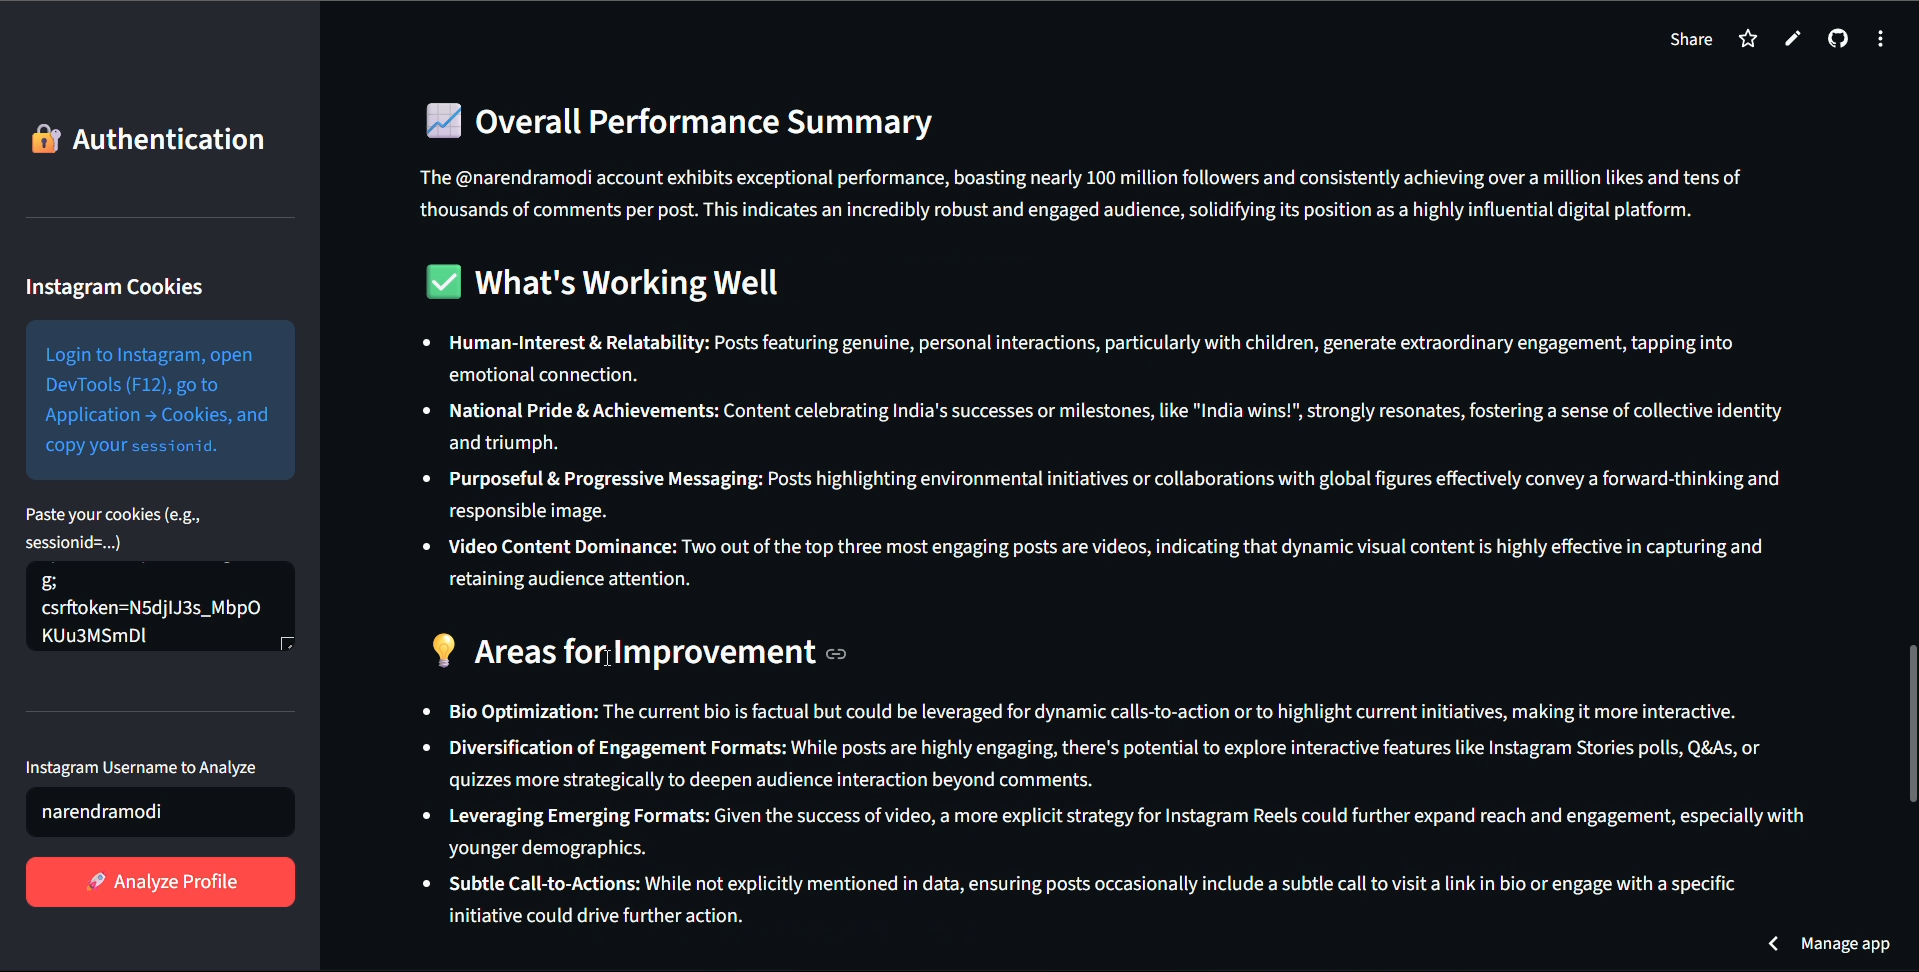 Share
Authentication
Instagram Cookies
Login to Instagram, open
DevTools (F12), go to
Application → Cookies, and
copy your sessionid.
Paste your cookies (e.g.,
sessionid=...)
g;
csrftoken=N5djIJ3s_MbpO
KUu3MSmDl
Instagram Username to Analyze
narendramodi
🚀 Analyze Profile
Overall Performance Summary
The @narendramodi account exhibits exceptional performance, boasting nearly 100 million followers and consistently achieving over a million likes and tens of
thousands of comments per post. This indicates an incredibly robust and engaged audience, solidifying its position as a highly influential digital platform.
What's Working Well
• Human-Interest & Relatability: Posts featuring genuine, personal interactions, particularly with children, generate extraordinary engagement, tapping into
emotional connection.
• National Pride & Achievements: Content celebrating India's successes or milestones, like "India wins!", strongly resonates, fostering a sense of collective identity
and triumph.
• Purposeful & Progressive Messaging: Posts highlighting environmental initiatives or collaborations with global figures effectively convey a forward-thinking and
responsible image.
• Video Content Dominance: Two out of the top three most engaging posts are videos, indicating that dynamic visual content is highly effective in capturing and
retaining audience attention.
Areas for Improvement
• Bio Optimization: The current bio is factual but could be leveraged for dynamic calls-to-action or to highlight current initiatives, making it more interactive.
• Diversification of Engagement Formats: While posts are highly engaging, there's potential to explore interactive features like Instagram Stories polls, Q&As, or
quizzes more strategically to deepen audience interaction beyond comments.
• Leveraging Emerging Formats: Given the success of video, a more explicit strategy for Instagram Reels could further expand reach and engagement, especially with
younger demographics.
• Subtle Call-to-Actions: While not explicitly mentioned in data, ensuring posts occasionally include a subtle call to visit a link in bio or engage with a specific
initiative could drive further action.
Manage app